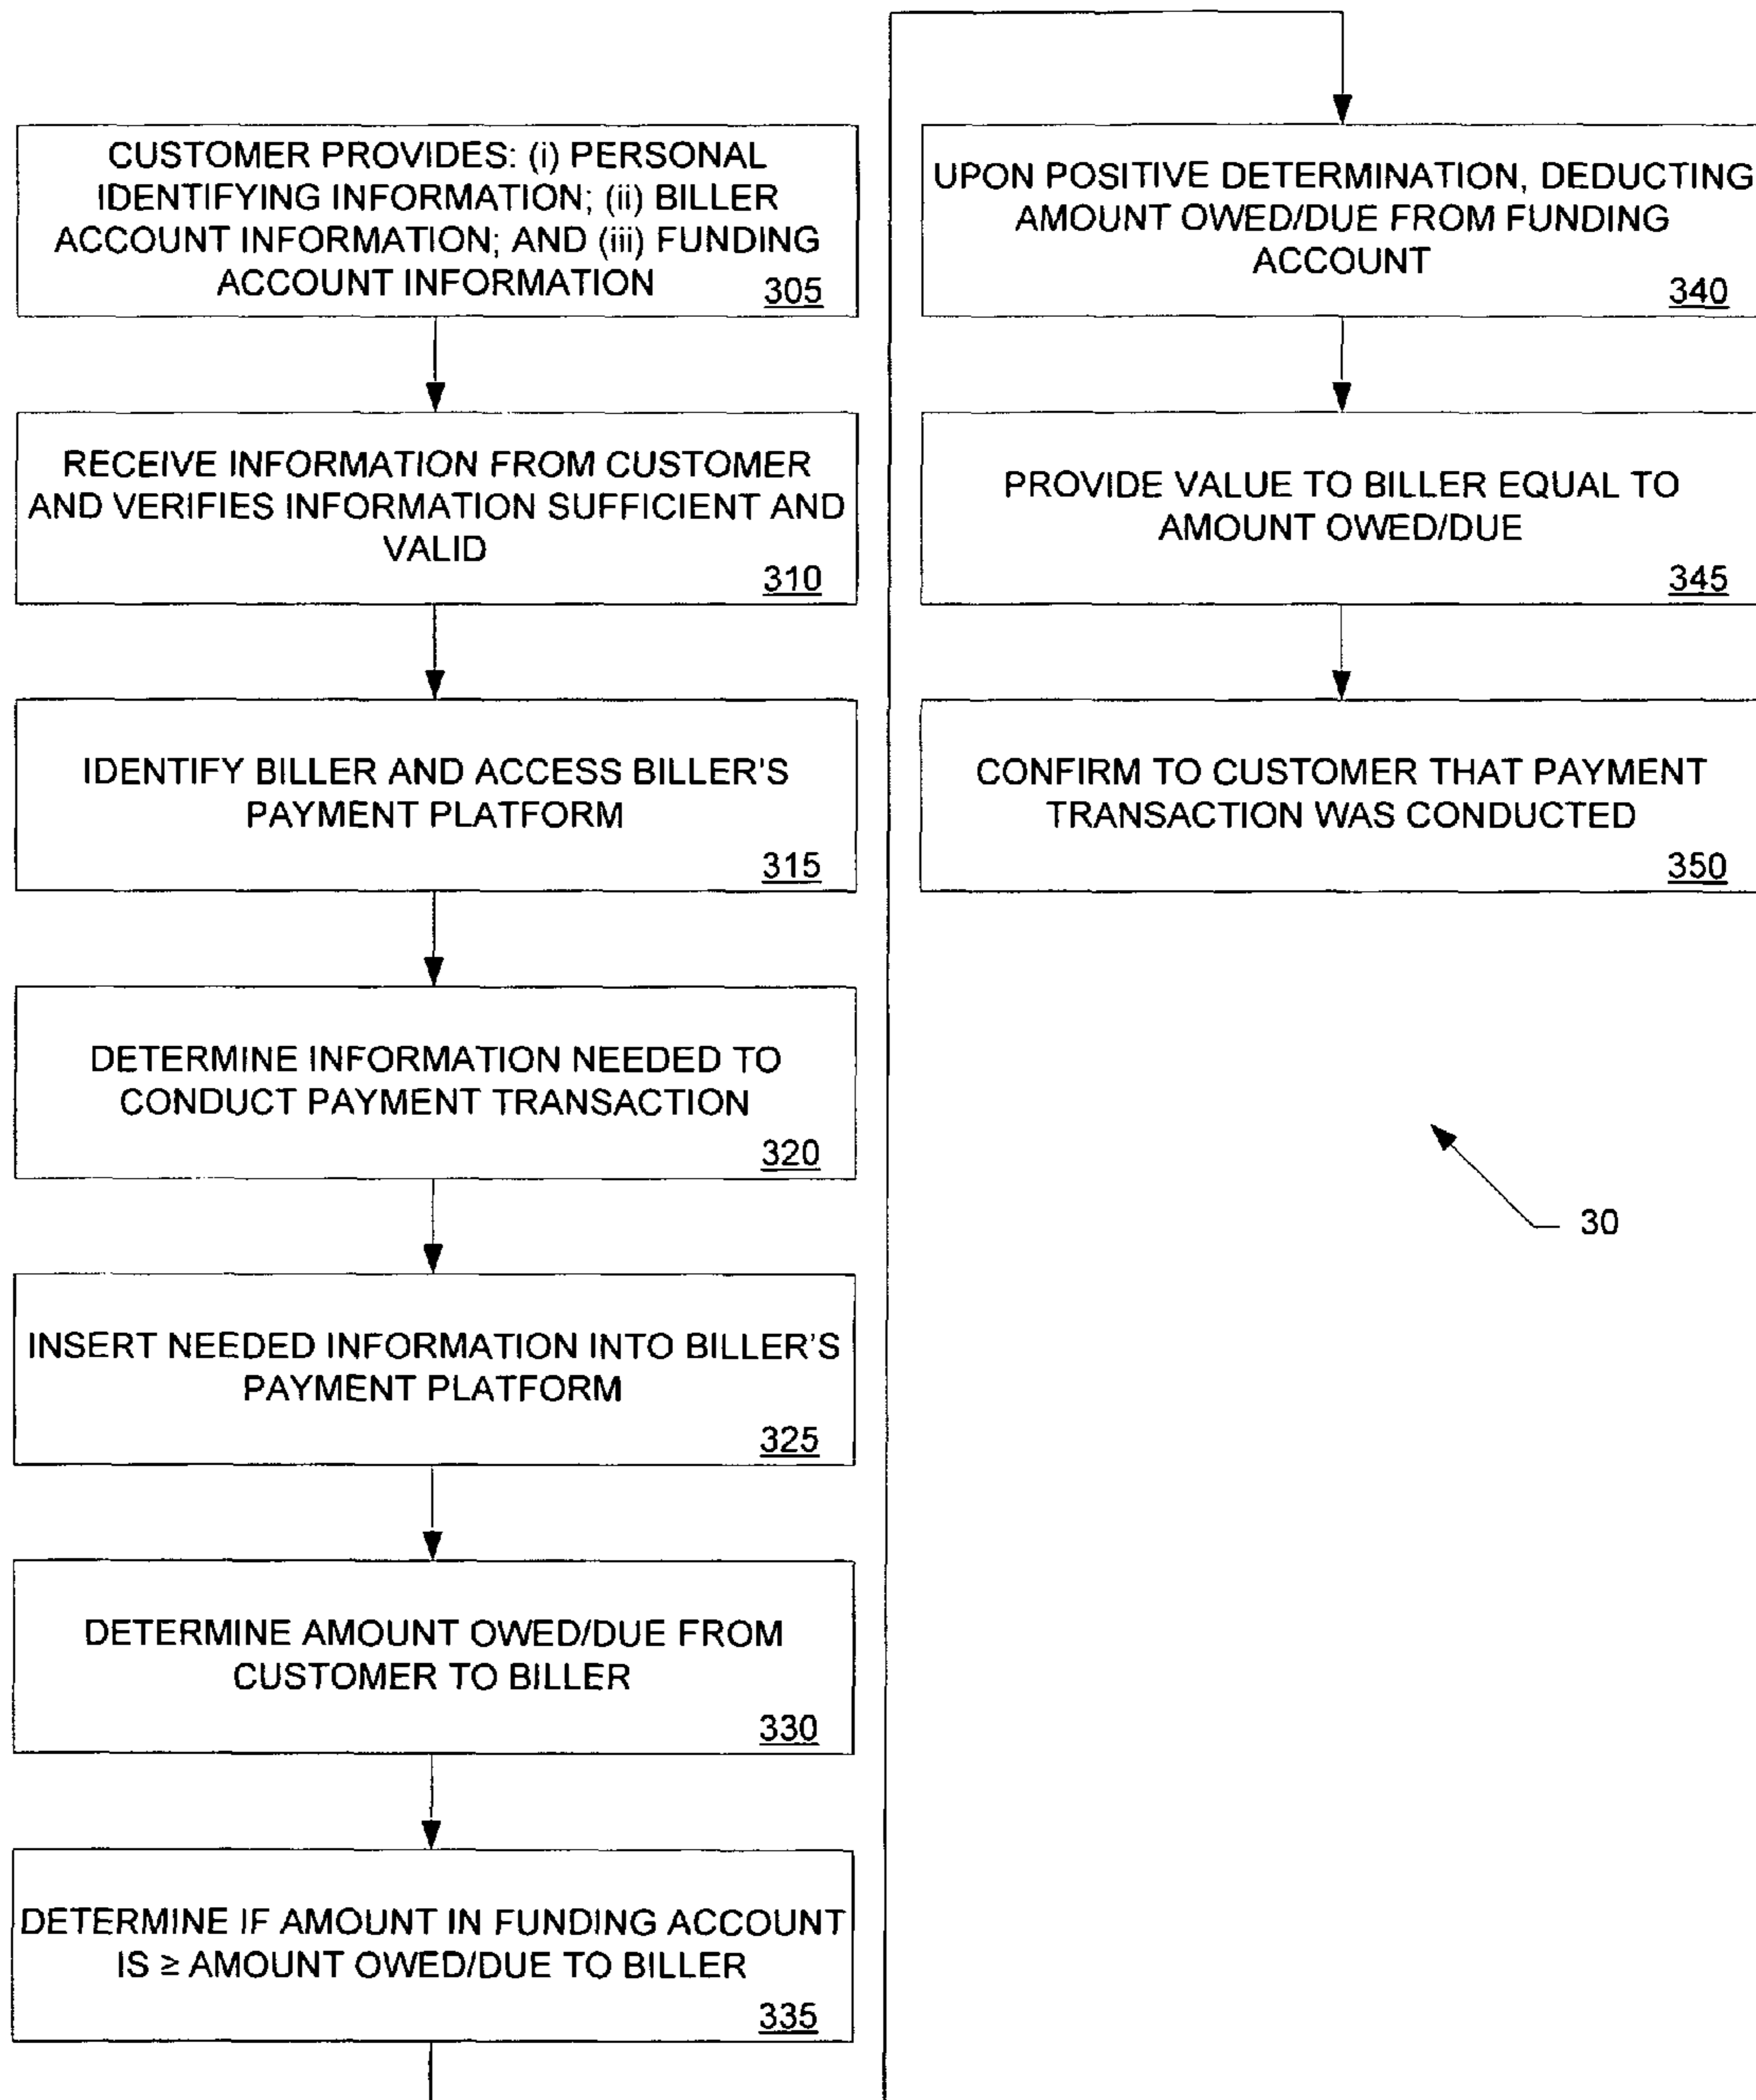 CUSTOMER PROVIDES: (i) PERSONAL
IDENTIFYING INFORMATION; (ii) BILLER
ACCOUNT INFORMATION; AND (iii) FUNDING
ACCOUNT INFORMATION
305
RECEIVE INFORMATION FROM CUSTOMER
AND VERIFIES INFORMATION SUFFICIENT AND
VALID
310
IDENTIFY BILLER AND ACCESS BILLER'S
PAYMENT PLATFORM
315
DETERMINE INFORMATION NEEDED TO
CONDUCT PAYMENT TRANSACTION
320
INSERT NEEDED INFORMATION INTO BILLER'S
PAYMENT PLATFORM
325
DETERMINE AMOUNT OWED/DUE FROM
CUSTOMER TO BILLER
330
DETERMINE IF AMOUNT IN FUNDING ACCOUNT
IS ≥ AMOUNT OWED/DUE TO BILLER
335
UPON POSITIVE DETERMINATION, DEDUCTING
AMOUNT OWED/DUE FROM FUNDING
ACCOUNT
340
PROVIDE VALUE TO BILLER EQUAL TO
AMOUNT OWED/DUE
345
CONFIRM TO CUSTOMER THAT PAYMENT
TRANSACTION WAS CONDUCTED
350
30